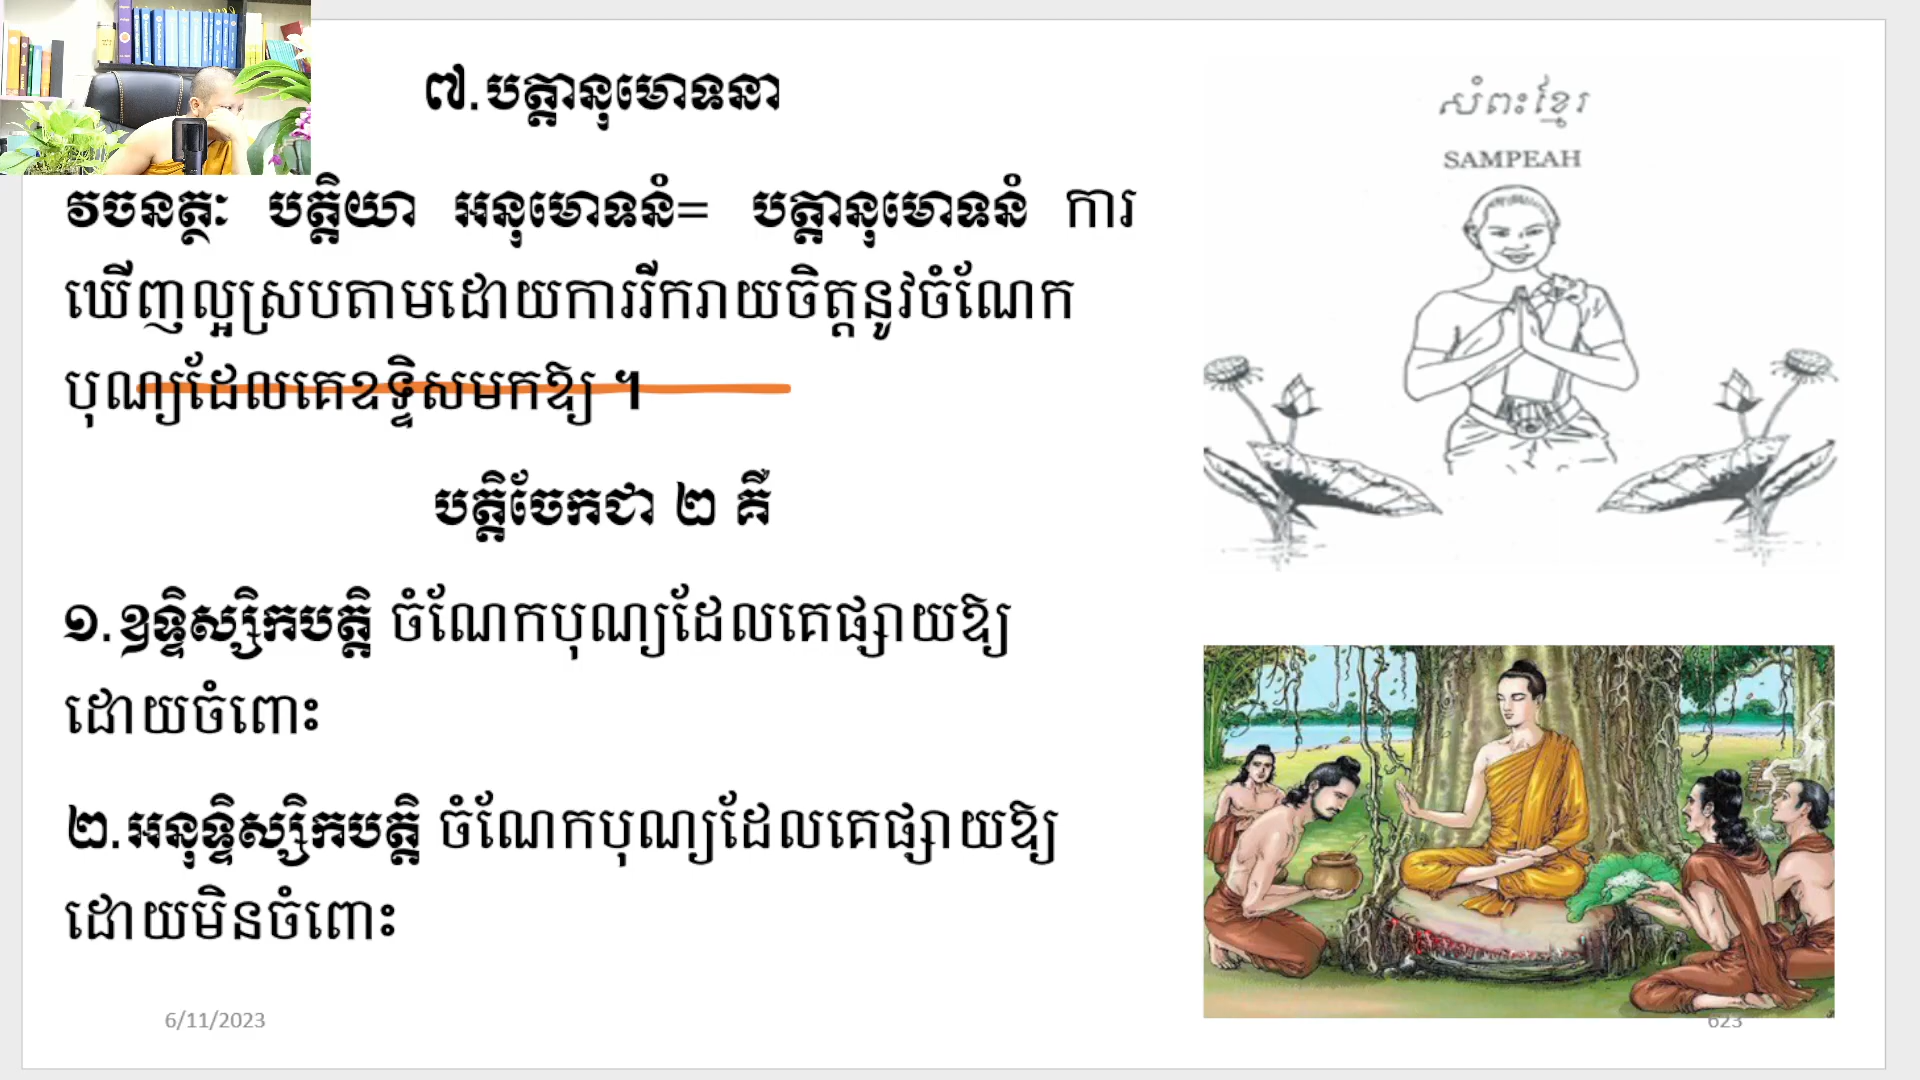 ៧.បត្តានុមោទនា
វចនត្ថៈ បត្តិយា អនុមោទនំ= បត្តានុមោទនំ ការ
ឃើញល្អស្របតាមដោយការរីករាយចិត្តនូវចំណែក
បុណ្យដែលគេឧទ្ទិសមកឱ្យ ។
បត្តិចែកជា ២ គឺ
១.ឧទ្ទិស្សិកបត្តិ ចំណែកបុណ្យដែលគេផ្សាយឱ្យ
ដោយចំពោះ
២.អនុទ្ទិស្សិកបត្តិ ចំណែកបុណ្យដែលគេផ្សាយឱ្យ
ដោយមិនចំពោះ
សំពះខ្មែរ
SAMPEAH
6/11/2023
623